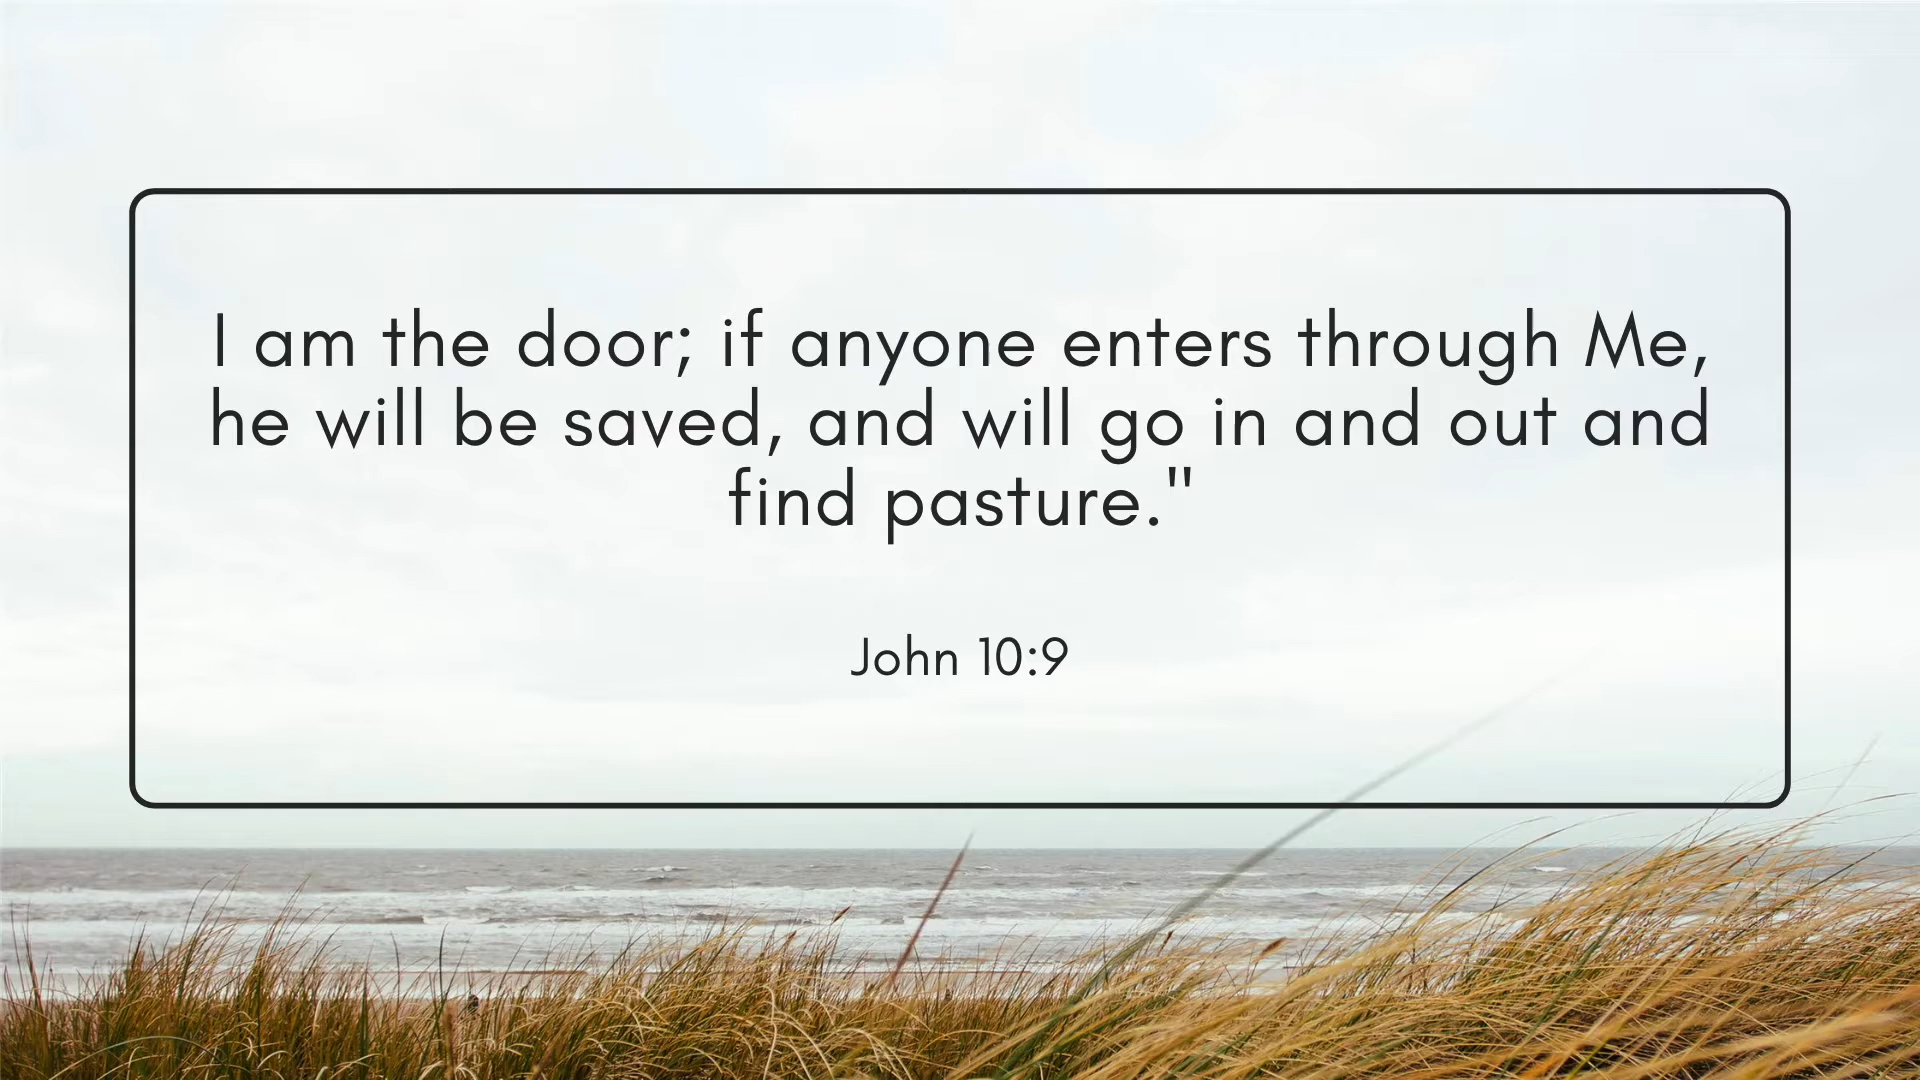 I am the door; if anyone enters through Me,
he will be saved, and will go in and out and
find pasture."
John 10:9